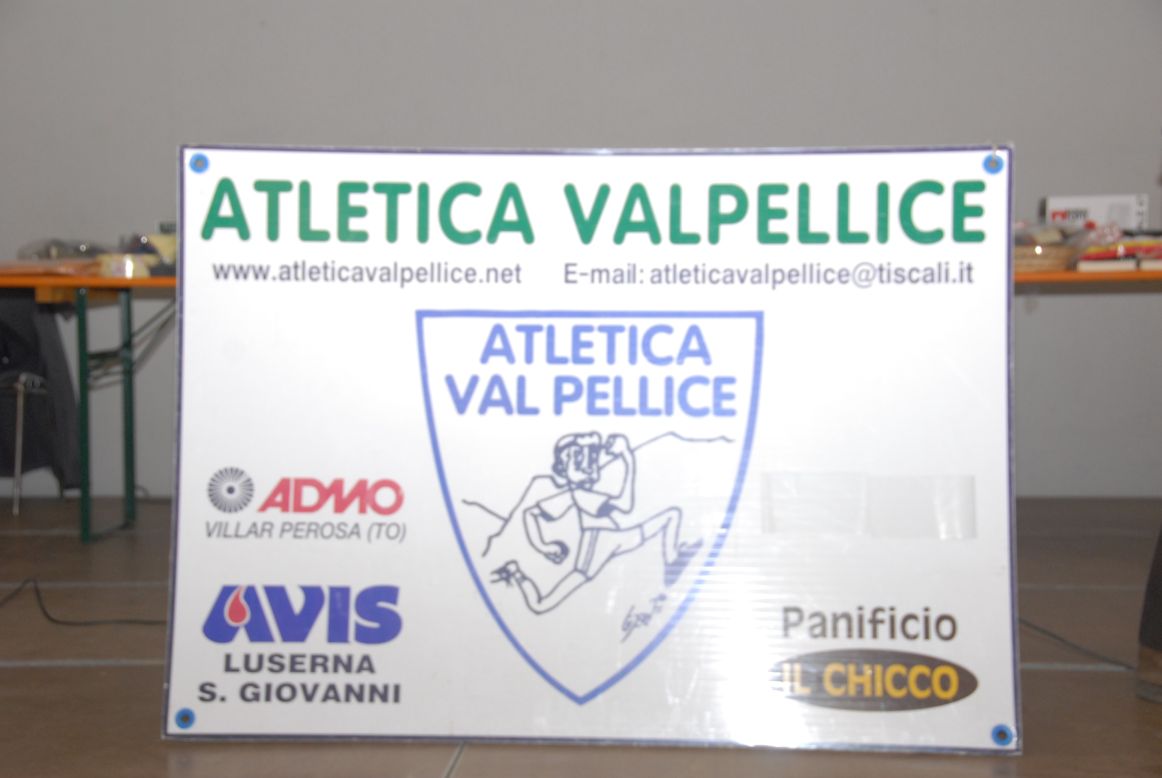 ATLETICA VALPELLICE
www.atleticavalpellice.net E-mail: atleticavalpellice@tiscali.it
ATLETICA
VAL PELLICE
ADMO
VILLAR PEROSA (TO)
AVIS
LUSERNA
S. GIOVANNI
Panificio
IL CHICCO